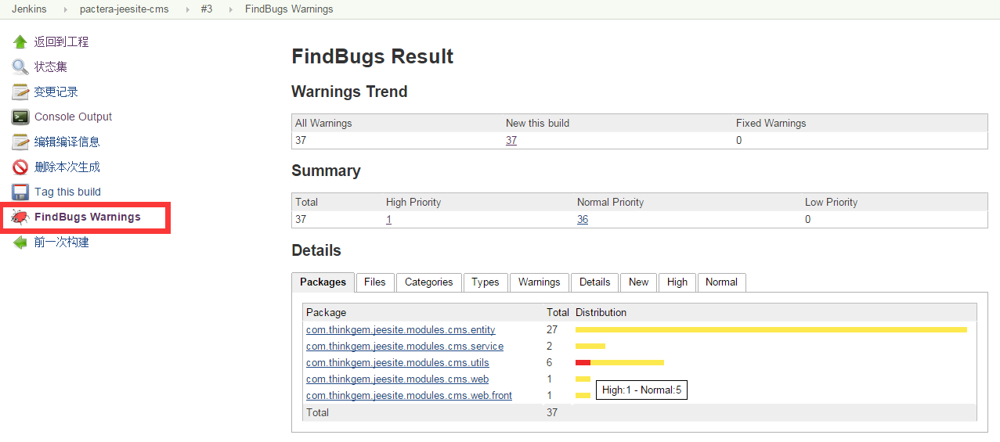 Jenkins pactera-jeesite-cms #3 FindBugs Warnings
返回到工程
状态集
变更记录
Console Output
编辑编译信息
删除本次生成
Tag this build
FindBugs Warnings
前一次构建
FindBugs Result
Warnings Trend
All Warnings New this build Fixed Warnings
37 37 0
Summary
Total High Priority Normal Priority Low Priority
37 1 36 0
Details
Packages Files Categories Types Warnings Details New High Normal
Package Total Distribution
com.thinkgem.jeesite.modules.cms.entity 27
com.thinkgem.jeesite.modules.cms.service 2
com.thinkgem.jeesite.modules.cms.utils 6
com.thinkgem.jeesite.modules.cms.web 1
High:1 - Normal:5
com.thinkgem.jeesite.modules.cms.web.front 1
Total 37